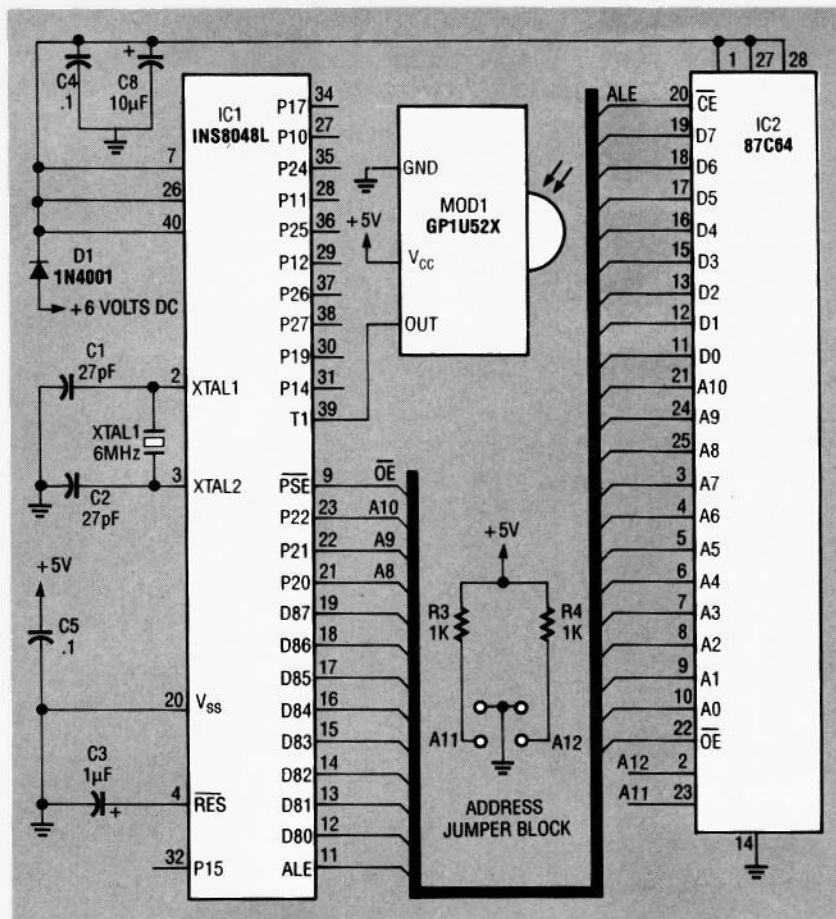 C4
.1
+
C8
10µF
7
26
40
D1
1N4001
+6 VOLTS DC
C1
27pF
2
XTAL1
6MHz
3
C2
27pF
+5V
C5
.1
20
C3
1µF
+
4
32
IC1
INS8048L
XTAL1
XTAL2
VSS
RES
P15
P17 34
P10 27
P24 35
P11 28
P25 36
P12 29
P26 37
P27 38
P19 30
P14 31
T1 39
PSE 9 OE
P22 23 A10
P21 22 A9
P20 21 A8
D87 19
D86 18
D85 17
D84 16
D83 15
D82 14
D81 13
D80 12
ALE 11
GND
MOD1
GP1U52X
+5V
VCC
OUT
+5V
R3
1K
R4
1K
A11
A12
ADDRESS
JUMPER BLOCK
1 27 28
IC2
87C64
ALE 20 CE
19 D7
18 D6
17 D5
16 D4
15 D3
13 D2
12 D1
11 D0
21 A10
24 A9
25 A8
3 A7
4 A6
5 A5
6 A4
7 A3
8 A2
9 A1
10 A0
22 OE
A12 2
A11 23
14